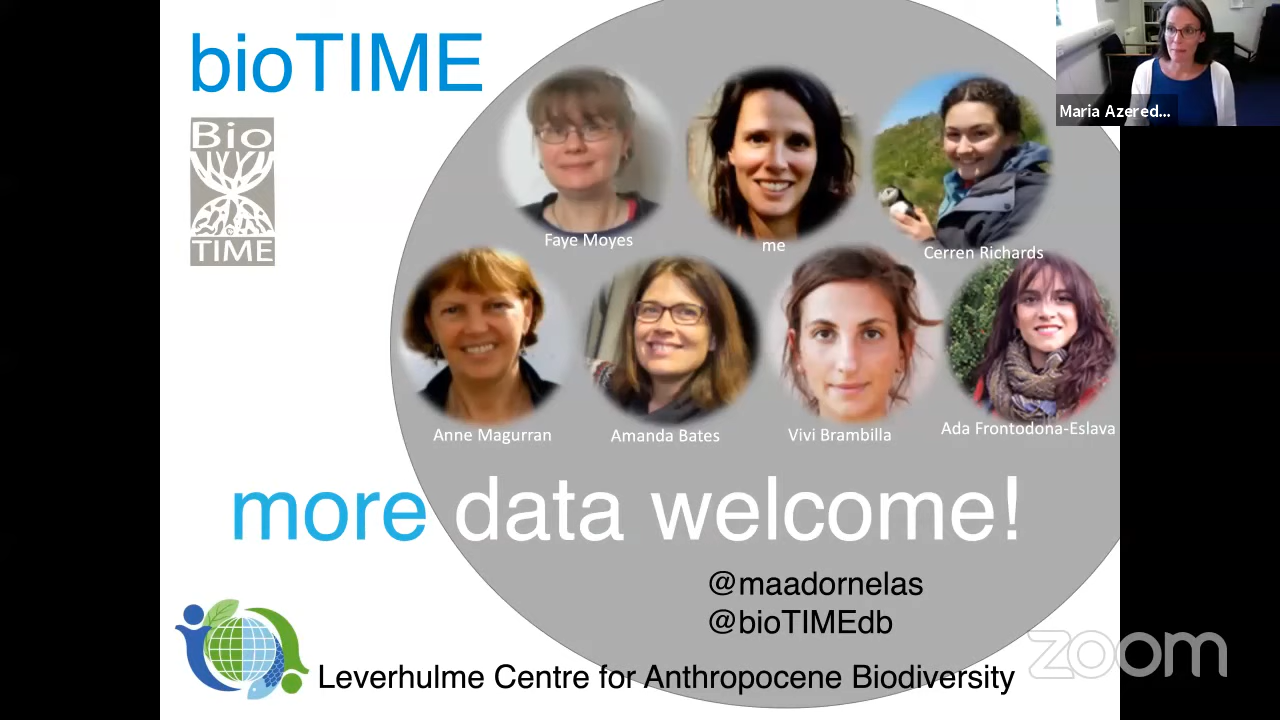 bioTIME
Bio
TIME
Maria Azered...
Faye Moyes
me
Cerren Richards
Anne Magurran
Amanda Bates
Vivi Brambilla
Ada Frontodona-Eslava
more data welcome!
@maadornelas
@bioTIMEdb
zoom
Leverhulme Centre for Anthropocene Biodiversity